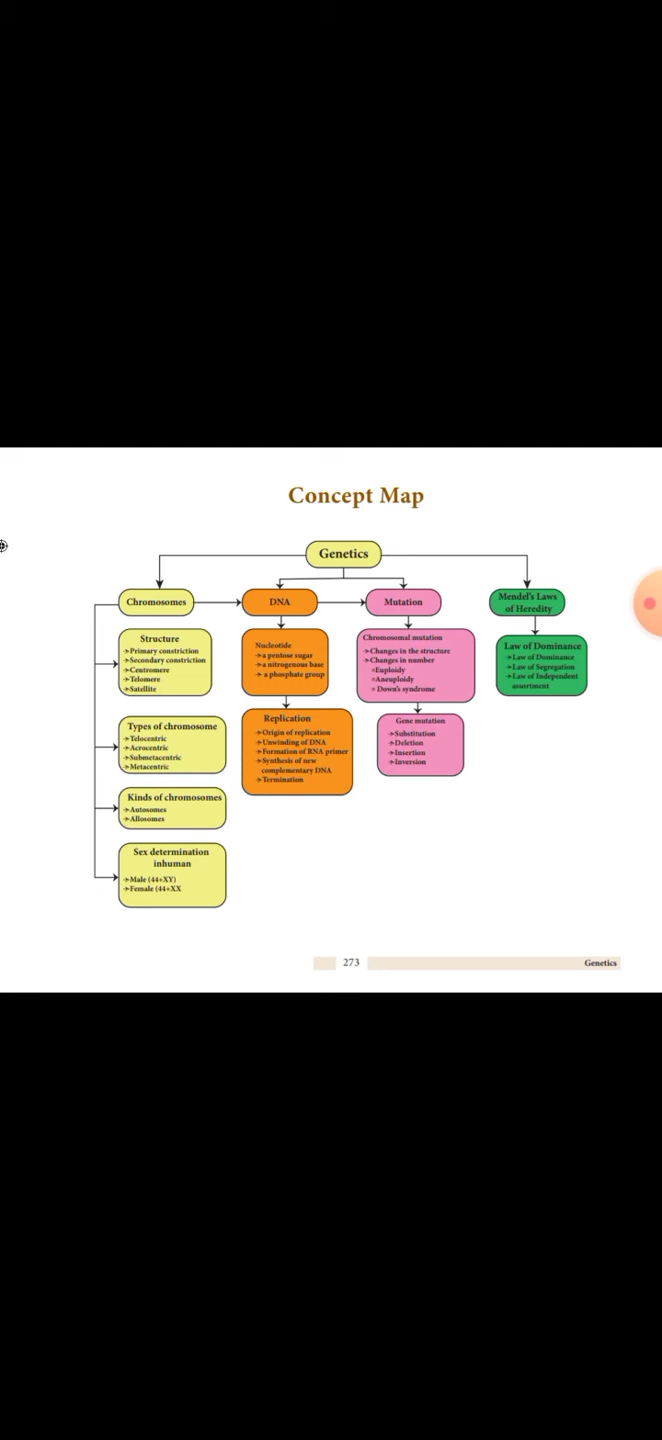 Concept Map
Genetics
Chromosomes
DNA
Mutation
Mendel's Laws
of Heredity
Structure
➛Primary constriction
➛Secondary constriction
➛Centromere
➛Telomere
➛Satellite
Types of chromosome
➛Telocentric
➛Acrocentric
➛Submetacentric
➛Metacentric
Kinds of chromosomes
➛Autosomes
➛Allosomes
Sex determination
inhuman
➛Male (44+XY)
➛Female (44+XX
Nucleotide
➛a pentose sugar
➛a nitrogenous base
➛ a phosphate group
Replication
➛Origin of replication
➛Unwinding of DNA
➛Formation of RNA primer
➛Synthesis of new
complementary DNA
➛Termination
Chromosomal mutation
➛Changes in the structure
➛Changes in number
»Euploidy
»Aneuploidy
» Down's syndrome
Gene mutation
➛Substitution
➛Deletion
➛Insertion
➛Inversion
Law of Dominance
➛Law of Dominance
➛Law of Segregation
➛Law of Independent
assortment
273
Genetics